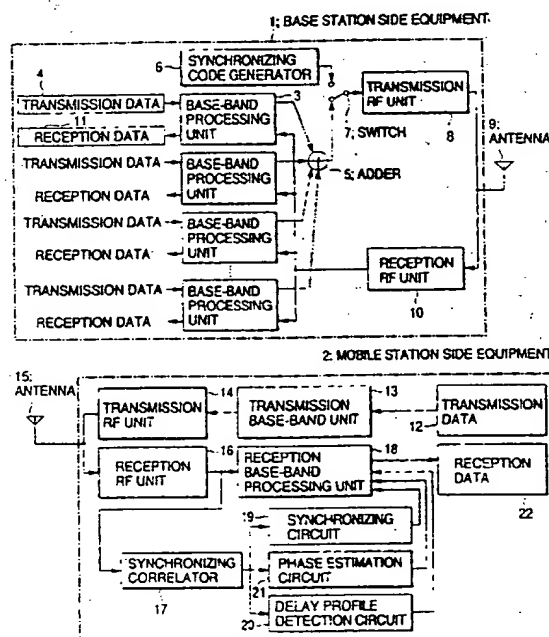 1; BASE STATION SIDE EQUIPMENT
6
SYNCHRONIZING
CODE GENERATOR
4
TRANSMISSION DATA
11
RECEPTION DATA
3
BASE-BAND
PROCESSING
UNIT
TRANSMISSION
RF UNIT
8
7; SWITCH
9;
ANTENNA
5; ADDER
TRANSMISSION DATA
RECEPTION DATA
BASE-BAND
PROCESSING
UNIT
TRANSMISSION DATA
RECEPTION DATA
BASE-BAND
PROCESSING
UNIT
RECEPTION
RF UNIT
10
TRANSMISSION DATA
RECEPTION DATA
BASE-BAND
PROCESSING
UNIT
2; MOBILE STATION SIDE EQUIPMENT
15;
ANTENNA
14
TRANSMISSION
RF UNIT
13
TRANSMISSION
BASE-BAND UNIT
TRANSMISSION
DATA
12
16
RECEPTION
RF UNIT
18
RECEPTION
BASE-BAND
PROCESSING UNIT
RECEPTION
DATA
22
19
SYNCHRONIZING
CIRCUIT
SYNCHRONIZING
CORRELATOR
17
PHASE ESTIMATION
CIRCUIT
21
DELAY PROFILE
DETECTION CIRCUIT
20